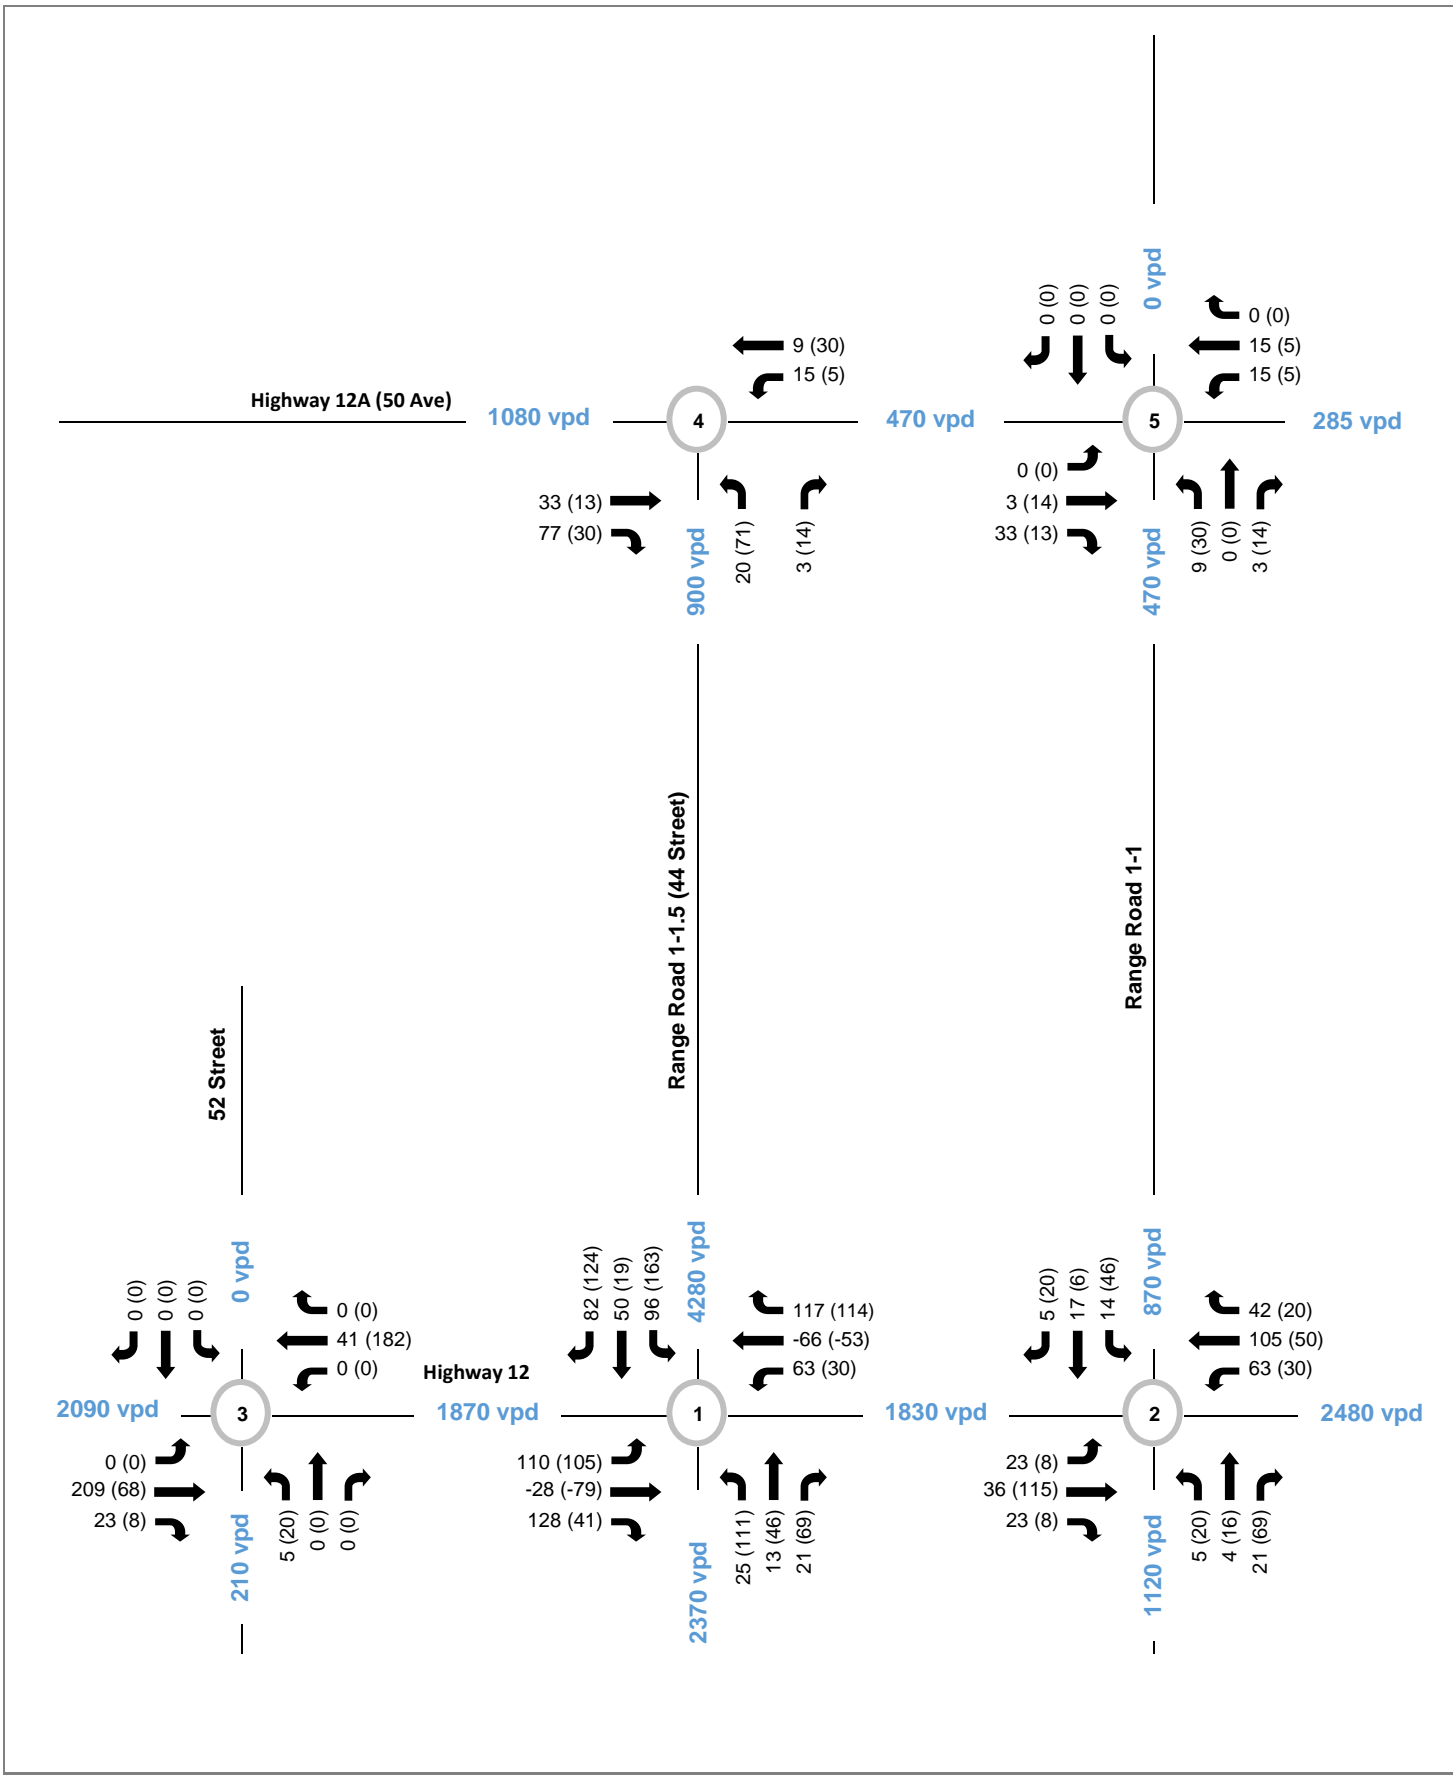 0 vpd
0 (0)
0 (0)
0 (0)
0 (0)
15 (5)
15 (5)
9 (30)
15 (5)
Highway 12A (50 Ave)
1080 vpd
4
470 vpd
5
285 vpd
33 (13)
77 (30)
900 vpd
20 (71)
3 (14)
0 (0)
3 (14)
33 (13)
470 vpd
9 (30)
0 (0)
3 (14)
52 Street
Range Road 1-1.5 (44 Street)
Range Road 1-1
0 (0)
0 (0)
0 (0)
0 vpd
0 (0)
41 (182)
0 (0)
82 (124)
50 (19)
96 (163)
4280 vpd
117 (114)
-66 (-53)
63 (30)
5 (20)
17 (6)
14 (46)
870 vpd
42 (20)
105 (50)
63 (30)
Highway 12
2090 vpd
3
1870 vpd
1
1830 vpd
2
2480 vpd
0 (0)
209 (68)
23 (8)
210 vpd
5 (20)
0 (0)
0 (0)
110 (105)
-28 (-79)
128 (41)
2370 vpd
25 (111)
13 (46)
21 (69)
23 (8)
36 (115)
23 (8)
1120 vpd
5 (20)
4 (16)
21 (69)